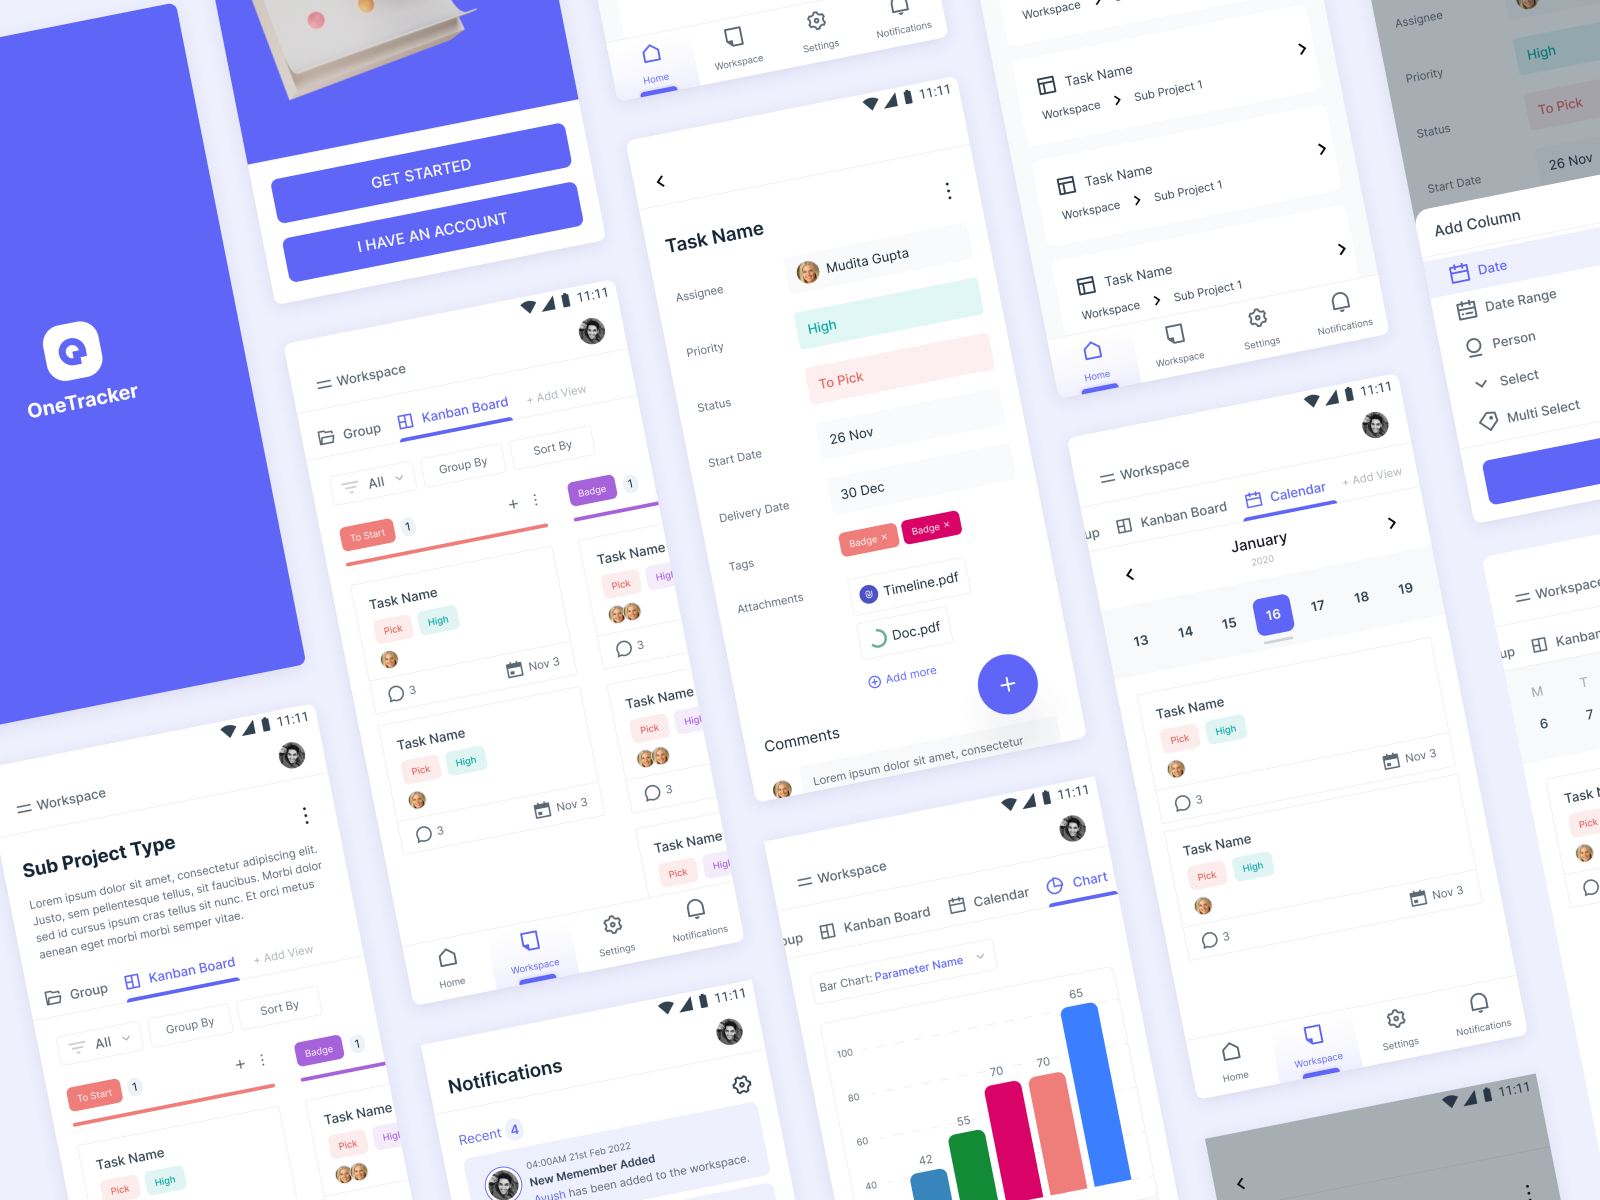 OneTracker
GET STARTED
I HAVE AN ACCOUNT
Home
Workspace
Settings
Notifications
11:11
Workspace
Group
Kanban Board
+ Add View
All
Group By
Sort By
To Start
1
Badge
1
Task Name
Pick
High
3
Nov 3
Task Name
Pick
High
3
Nov 3
Task Name
Pick
3
Task Name
Pick
3
Task Name
Pick
Home
Workspace
Settings
Notifications
11:11
Workspace
Sub Project Type
Lorem ipsum dolor sit amet, consectetur adipiscing elit.
Justo, sem pellentesque tellus, sit faucibus. Morbi dolor
sed id cursus ipsum cras tellus sit nunc. Et orci metus
aenean eget morbi morbi semper vitae.
Group
Kanban Board
+ Add View
All
Group By
Sort By
To Start
1
Badge
1
Task Name
Pick
High
Task Name
Pick
11:11
Task Name
Assignee
Mudita Gupta
Priority
High
Status
To Pick
Start Date
26 Nov
Delivery Date
30 Dec
Tags
Badge ×
Badge ×
Attachments
Timeline.pdf
Doc.pdf
Add more
Comments
Lorem ipsum dolor sit amet, consectetur
11:11
Notifications
Recent
4
04:00AM 21st Feb 2022
New Memember Added
Ayush has been added to the workspace.
11:11
Workspace
oup
Kanban Board
Calendar
Chart
Bar Chart: Parameter Name
100
80
60
40
42
55
70
70
65
Workspace
Task Name
Workspace
Sub Project 1
Task Name
Workspace
Sub Project 1
Task Name
Workspace
Sub Project 1
Home
Workspace
Settings
Notifications
11:11
Workspace
up
Kanban Board
Calendar
+ Add View
January
2020
13
14
15
16
17
18
19
Task Name
Pick
High
3
Nov 3
Task Name
Pick
High
3
Nov 3
Home
Workspace
Settings
Notifications
Assignee
Priority
High
Status
To Pick
Start Date
26 Nov
Add Column
Date
Date Range
Person
Select
Multi Select
Workspace
up
Kanban
M
T
6
7
Task
Pick
11:11